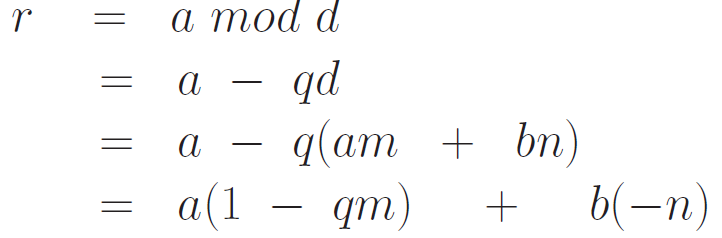 r = a mod d
= a − qd
= a − q(am + bn)
= a(1 − qm) + b(−n)